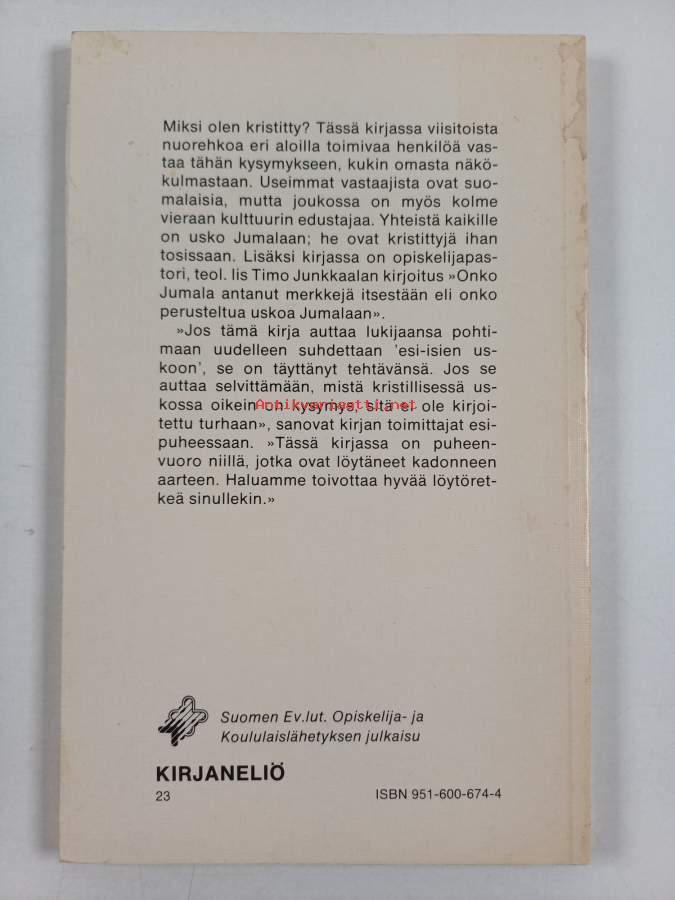 Miksi olen kristitty? Tässä kirjassa viisitoista
nuorehkoa eri aloilla toimivaa henkilöä vas-
taa tähän kysymykseen, kukin omasta näkö-
kulmastaan. Useimmat vastaajista ovat suo-
malaisia, mutta joukossa on myös kolme
vieraan kulttuurin edustajaa. Yhteistä kaikille
on usko Jumalaan; he ovat kristittyjä ihan
tosissaan. Lisäksi kirjassa on opiskelijapas-
tori, teol. lis Timo Junkkaalan kirjoitus »Onko
Jumala antanut merkkejä itsestään eli onko
perusteltua uskoa Jumalaan».
»Jos tämä kirja auttaa lukijaansa pohti-
maan uudelleen suhdettaan 'esi-isien us-
koon', se on täyttänyt tehtävänsä. Jos se
auttaa selvittämään, mistä kristillisessä us-
kossa oikein on kysymys, sitä ei ole kirjoi-
Antikvariaatti.net
tettu turhaan», sanovat kirjan toimittajat esi-
puheessaan. »Tässä kirjassa on puheen-
vuoro niillä, jotka ovat löytäneet kadonneen
aarteen. Haluamme toivottaa hyvää löytöret-
keä sinullekin.»
Suomen Ev.lut. Opiskelija- ja
Koululaislähetyksen julkaisu
KIRJANELIÖ
23
ISBN 951-600-674-4